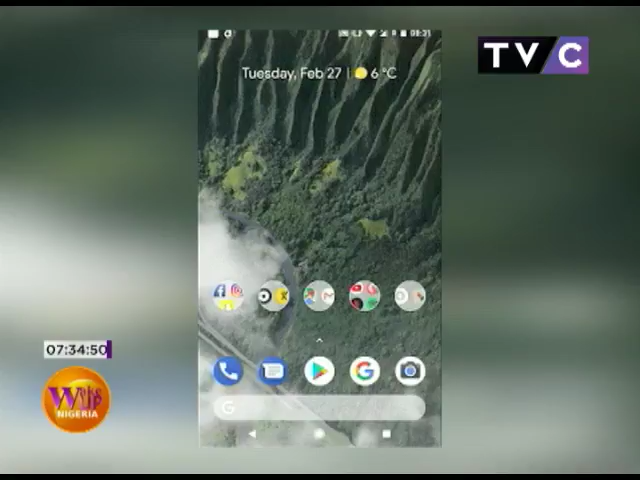 08:31
TVC
Tuesday, Feb 27 | 6 °C
07:34:50
Wake Up
NIGERIA